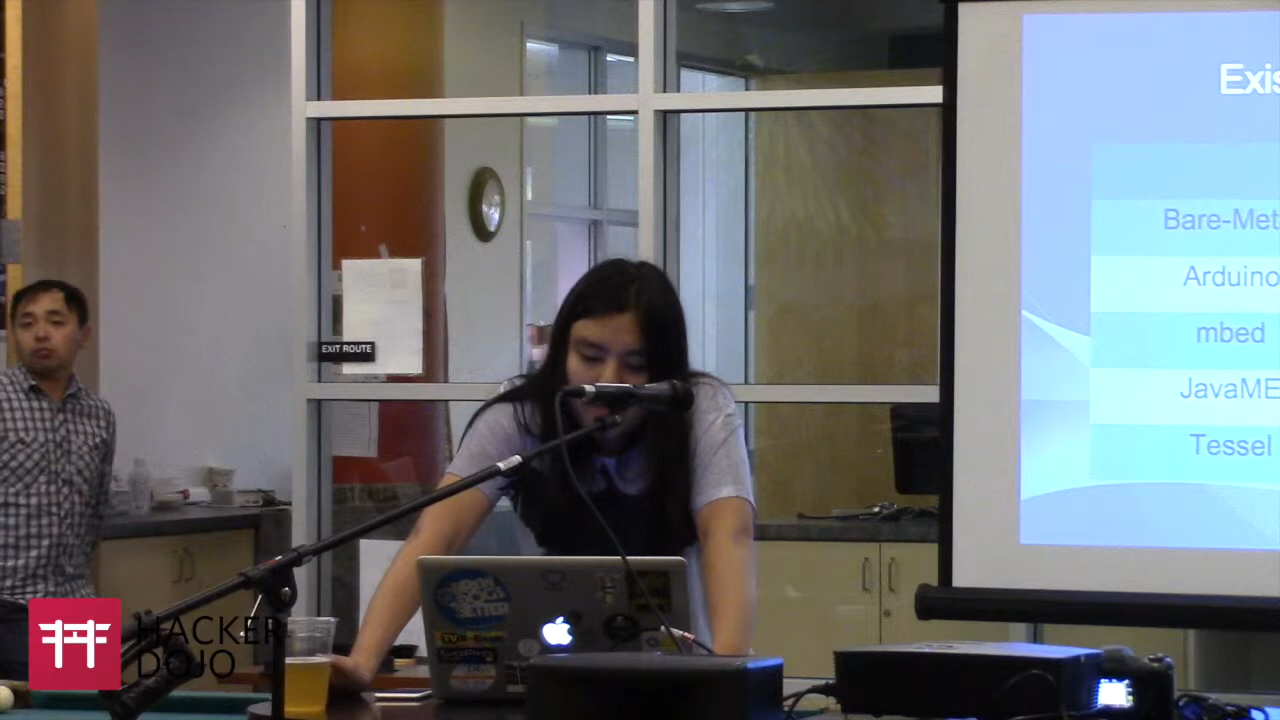 Exis
Bare-Met
Arduino
mbed
JavaME
Tessel
EXIT ROUTE
HACKER
DOJO